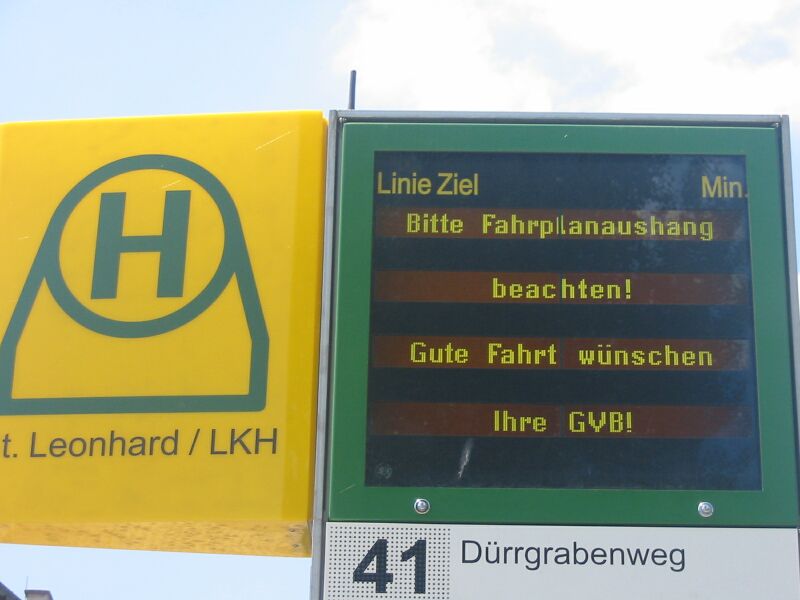 H
t. Leonhard / LKH
Linie Ziel Min.
Bitte Fahrplanaushang
beachten!
Gute Fahrt wünschen
Ihre GVB!
41 Dürrgrabenweg